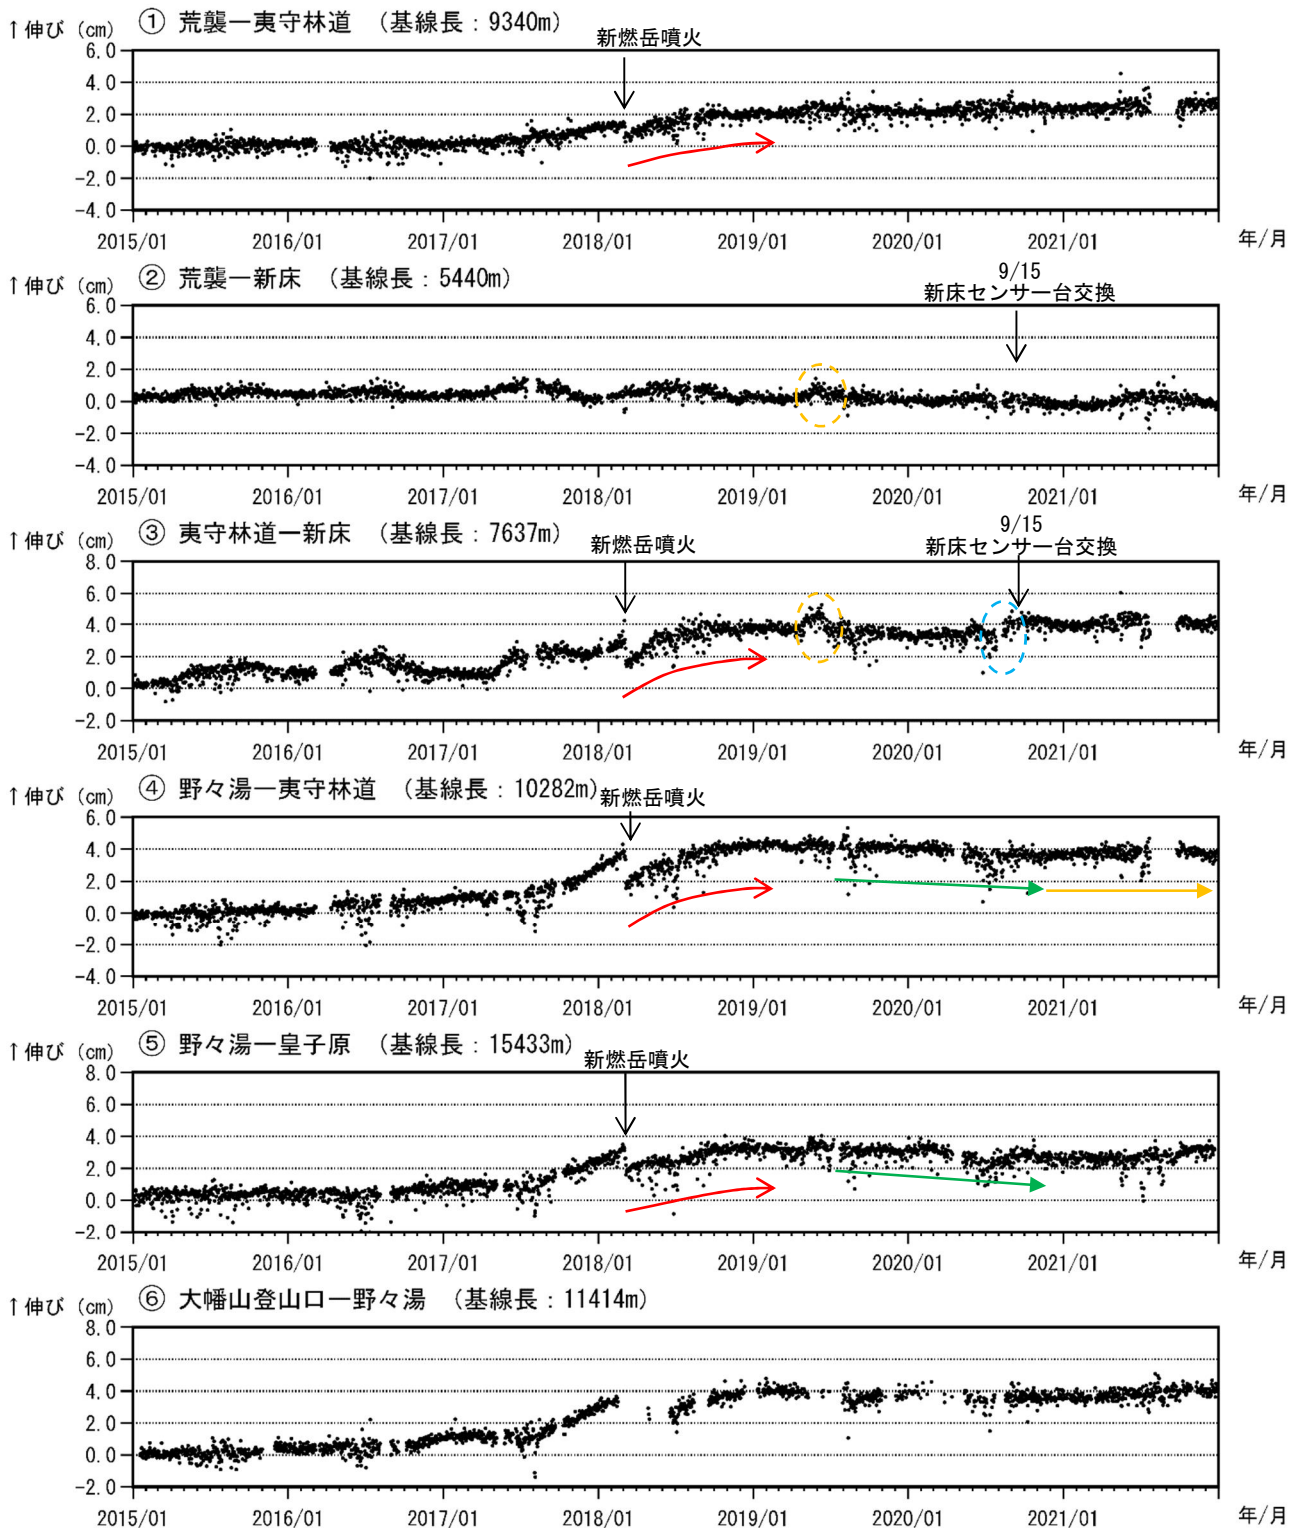 ↑伸び (cm) ① 荒襲ー夷守林道 (基線長:9340m)
新燃岳噴火
6.0
4.0
2.0
0.0
-2.0
-4.0
2015/01 2016/01 2017/01 2018/01 2019/01 2020/01 2021/01 年/月
↑伸び (cm) ② 荒襲ー新床 (基線長:5440m)
9/15
新床センサー台交換
6.0
4.0
2.0
0.0
-2.0
-4.0
2015/01 2016/01 2017/01 2018/01 2019/01 2020/01 2021/01 年/月
↑伸び (cm) ③ 夷守林道ー新床 (基線長:7637m)
新燃岳噴火
9/15
新床センサー台交換
8.0
6.0
4.0
2.0
0.0
-2.0
2015/01 2016/01 2017/01 2018/01 2019/01 2020/01 2021/01 年/月
↑伸び (cm) ④ 野々湯ー夷守林道 (基線長:10282m)
新燃岳噴火
6.0
4.0
2.0
0.0
-2.0
-4.0
2015/01 2016/01 2017/01 2018/01 2019/01 2020/01 2021/01 年/月
↑伸び (cm) ⑤ 野々湯ー皇子原 (基線長:15433m)
新燃岳噴火
8.0
6.0
4.0
2.0
0.0
-2.0
2015/01 2016/01 2017/01 2018/01 2019/01 2020/01 2021/01 年/月
↑伸び (cm) ⑥ 大幡山登山口ー野々湯 (基線長:11414m)
8.0
6.0
4.0
2.0
0.0
-2.0
2015/01 2016/01 2017/01 2018/01 2019/01 2020/01 2021/01 年/月